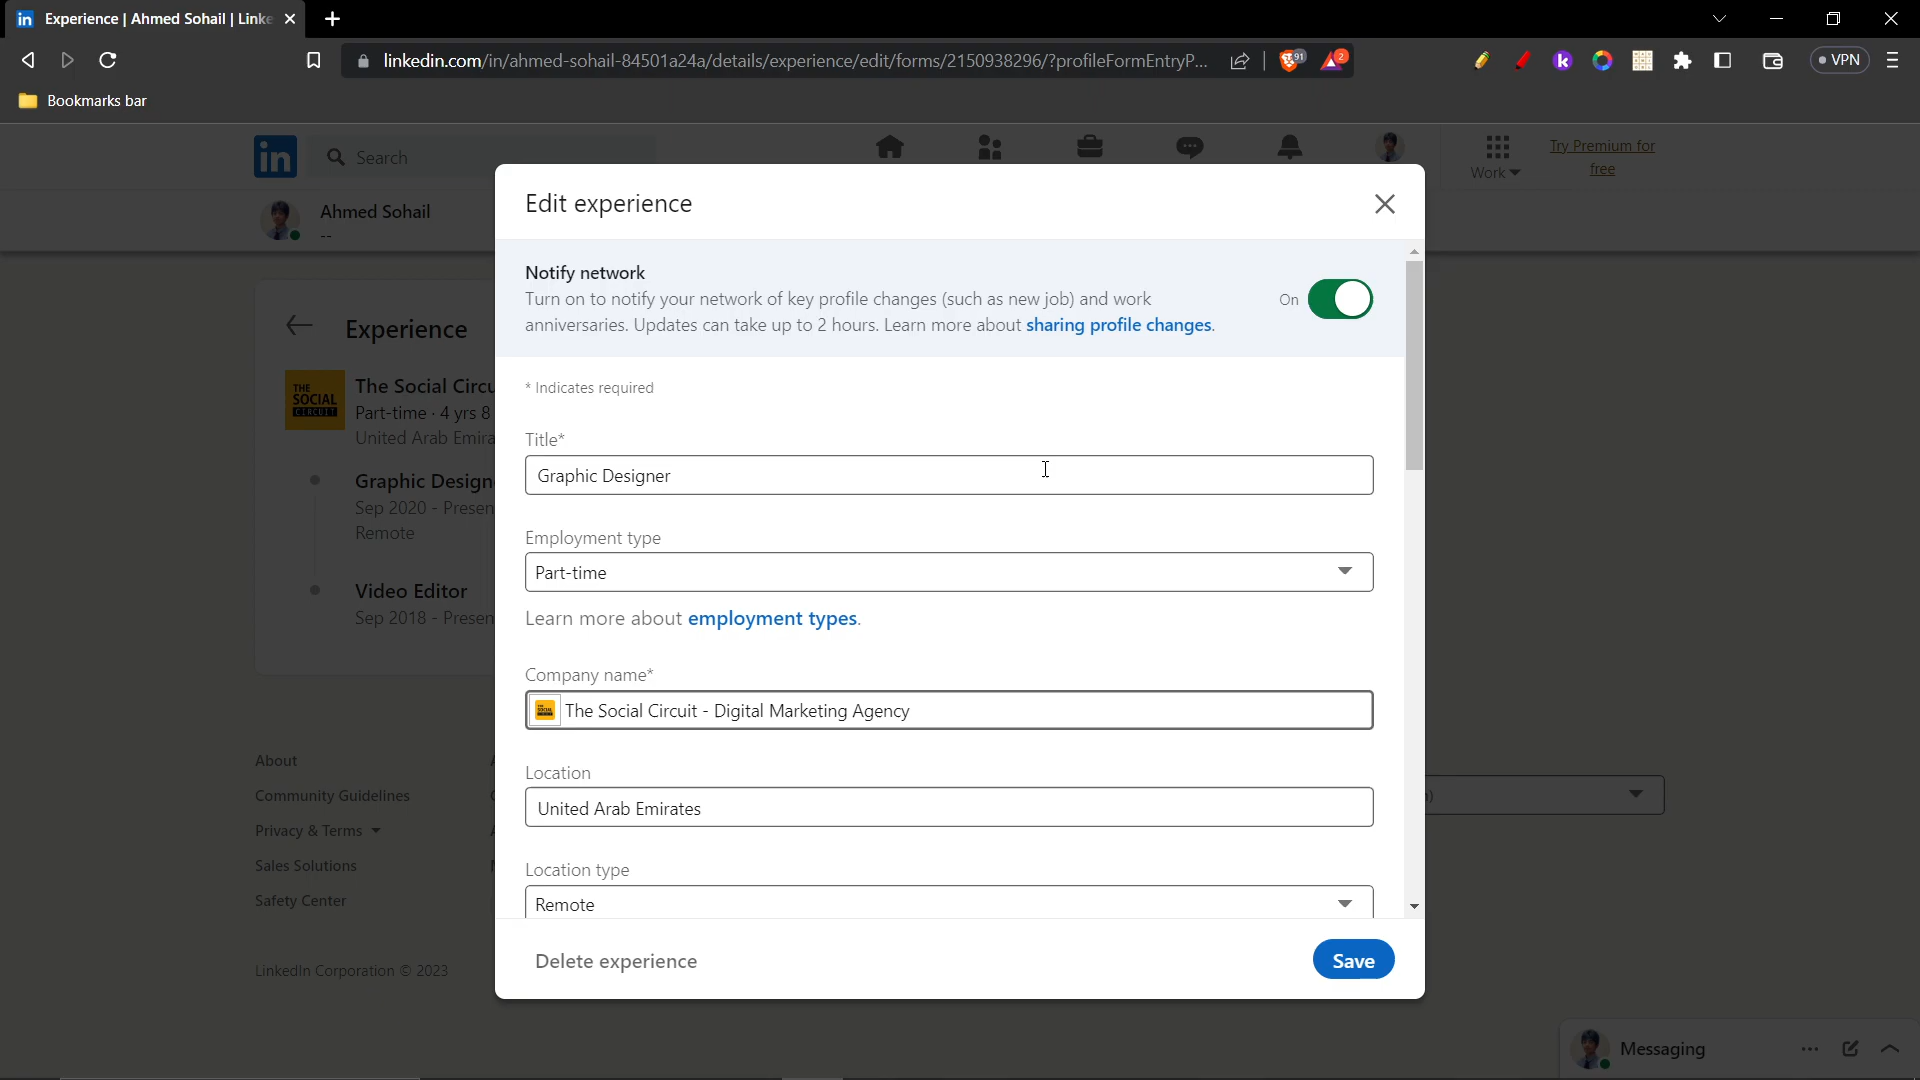 Experience | Ahmed Sohail | Linke
linkedin.com/in/ahmed-sohail-84501a24a/details/experience/edit/forms/2150938296/?profileFormEntryP...
91
2
VPN
Bookmarks bar
in
Search
Work
Try Premium for
free
Ahmed Sohail
--
Experience
THE
SOCIAL
CIRCUIT
The Social Circu
Part-time · 4 yrs 8
United Arab Emira
Graphic Design
Sep 2020 - Presen
Remote
Video Editor
Sep 2018 - Presen
About
Community Guidelines
Privacy & Terms
Sales Solutions
Safety Center
LinkedIn Corporation © 2023
Edit experience
Notify network
Turn on to notify your network of key profile changes (such as new job) and work
anniversaries. Updates can take up to 2 hours. Learn more about sharing profile changes.
On
* Indicates required
Title*
Graphic Designer
Employment type
Part-time
Learn more about employment types.
Company name*
The Social Circuit - Digital Marketing Agency
Location
United Arab Emirates
Location type
Remote
Delete experience
Save
Messaging